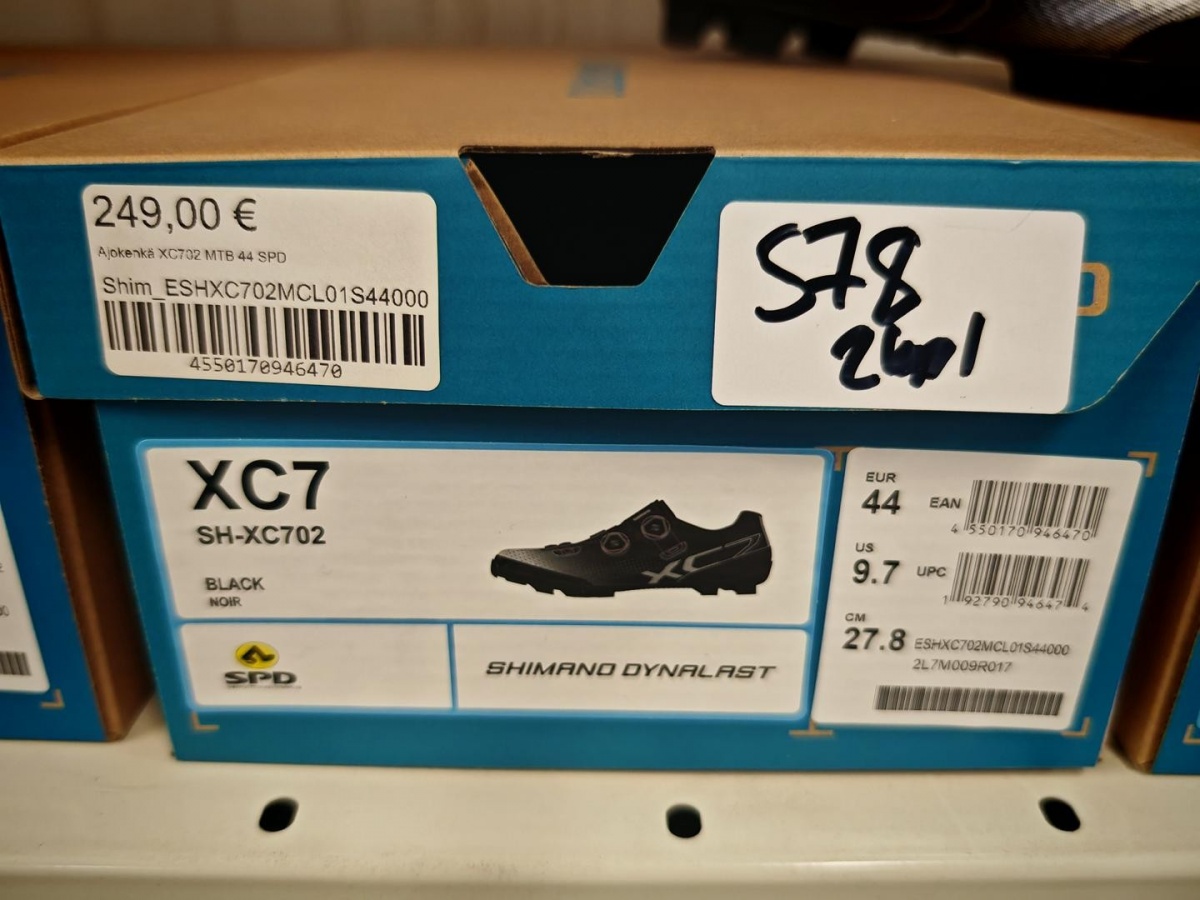 249,00 €
Ajokenkä XC702 MTB 44 SPD
Shim_ESHXC702MCL01S44000
4550170946470
578
2kpl
XC7
SH-XC702
BLACK
NOIR
SPD
SHIMANO DYNALAST
EUR
44
EAN
4 550170 946470
US
9.7
UPC
1 92790 94647 4
CM
27.8
ESHXC702MCL01S44000
2L7M009R017